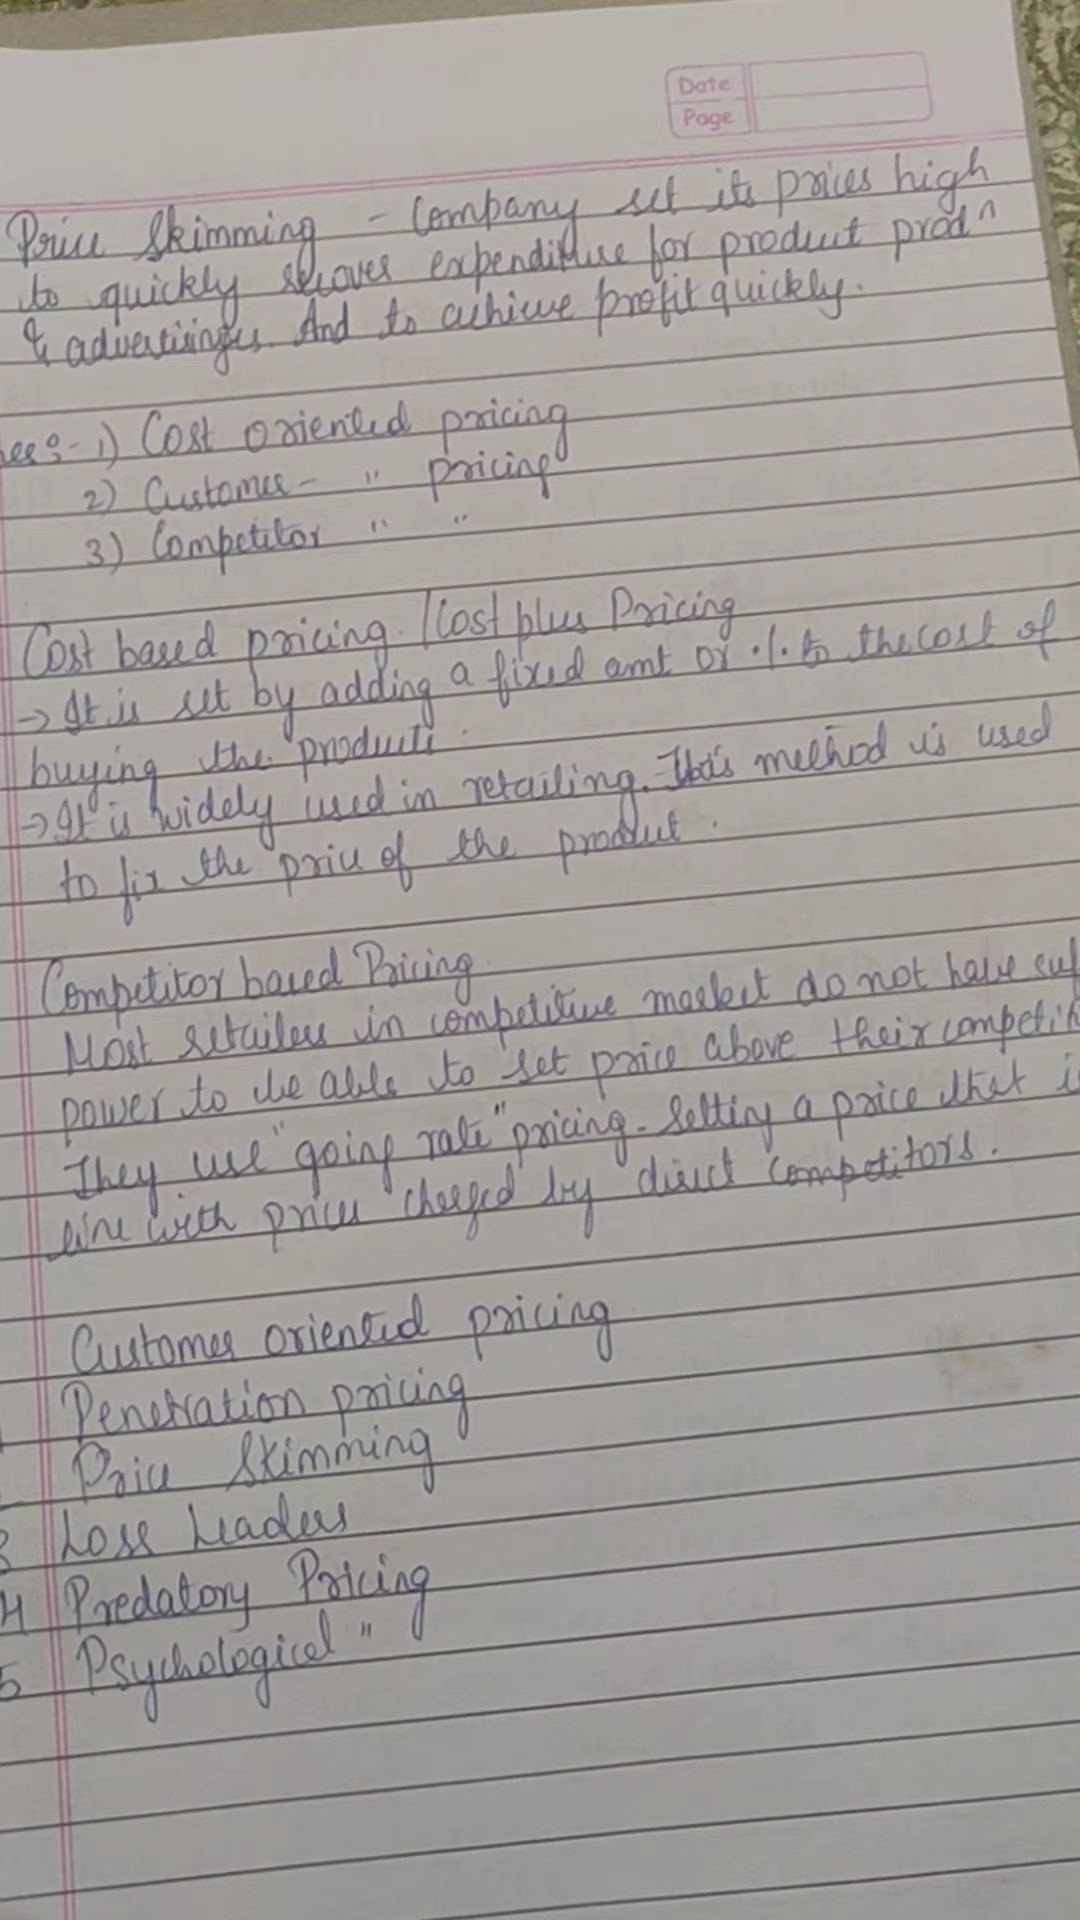 Date
Page
Price Skimming - Company set its prices high
to quickly recover expenditure for product prodⁿ
& advertising. And to achieve profit quickly.
1) Cost oriented pricing
2) Customer - " pricing
3) Competitor " "
Cost based pricing. / Cost plus Pricing
→ It is set by adding a fixed amt or % to the cost of
buying the products.
→ It is widely used in retailing. This method is used
to fix the price of the product.
Competitor based Pricing
Most retailers in competitive market do not have
power to be able to set price above their
They use "going rate" pricing - Setting a price that
line with prices charged by direct competitors.
Customer oriented pricing
Penetration pricing
Price Skimming
3 Loss Leaders
4 Predatory Pricing
5 Psychological "